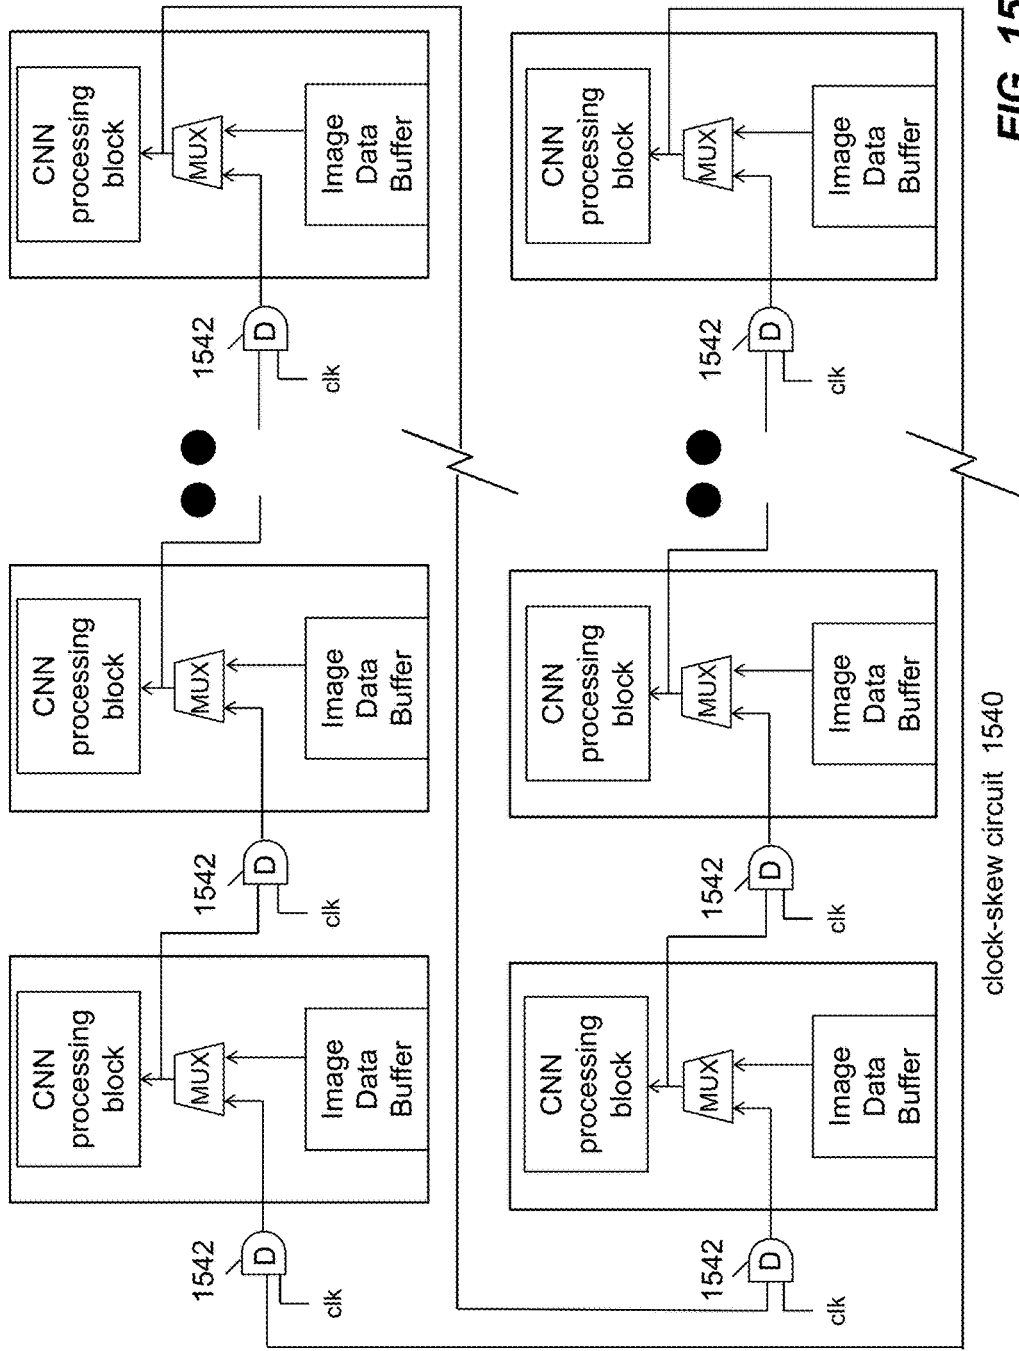 CNN
processing
block
MUX
Image
Data
Buffer
1542
D
clk
CNN
processing
block
MUX
Image
Data
Buffer
1542
D
clk
CNN
processing
block
MUX
Image
Data
Buffer
1542
D
clk
CNN
processing
block
MUX
Image
Data
Buffer
1542
D
clk
CNN
processing
block
MUX
Image
Data
Buffer
1542
D
clk
CNN
processing
block
MUX
Image
Data
Buffer
1542
D
clk
clock-skew circuit 1540
FIG. 15